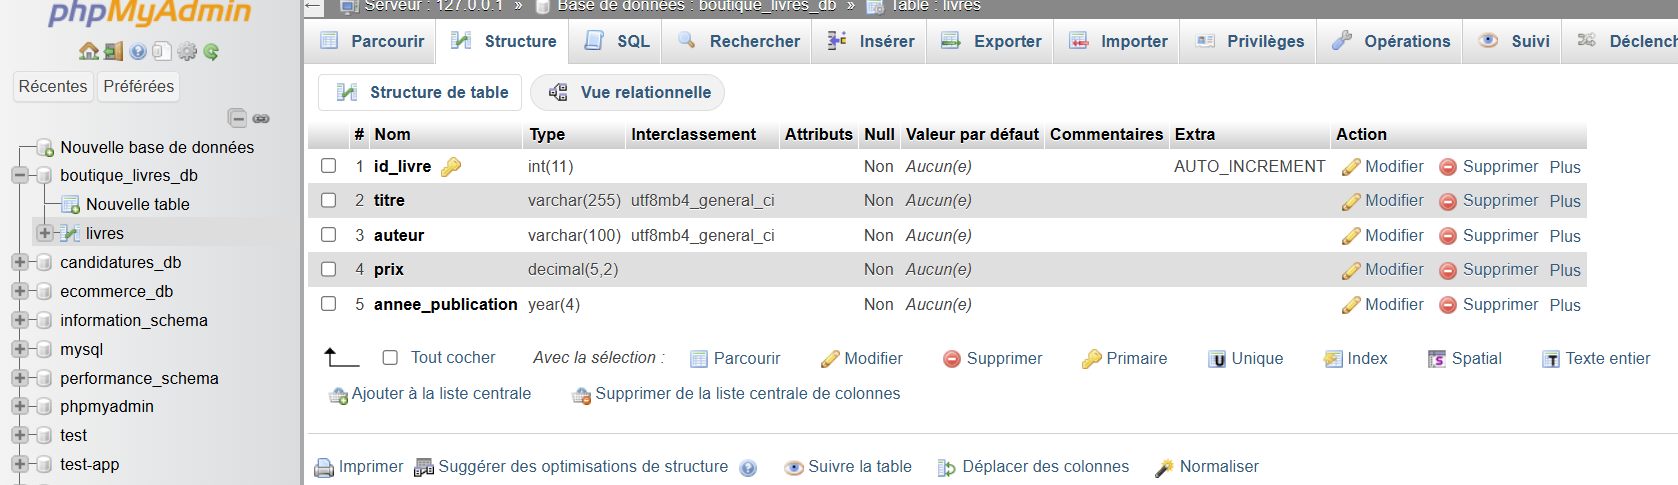 phpMyAdmin
Récentes Préférées
Nouvelle base de données
boutique_livres_db
Nouvelle table
livres
candidatures_db
ecommerce_db
information_schema
mysql
performance_schema
phpmyadmin
test
test-app
Serveur : 127.0.0.1 » Base de données : boutique_livres_db » Table : livres
Parcourir Structure SQL Rechercher Insérer Exporter Importer Privilèges Opérations Suivi Déclench
Structure de table Vue relationnelle
# Nom Type Interclassement Attributs Null Valeur par défaut Commentaires Extra Action
1 id_livre int(11) Non Aucun(e) AUTO_INCREMENT Modifier Supprimer Plus
2 titre varchar(255) utf8mb4_general_ci Non Aucun(e) Modifier Supprimer Plus
3 auteur varchar(100) utf8mb4_general_ci Non Aucun(e) Modifier Supprimer Plus
4 prix decimal(5,2) Non Aucun(e) Modifier Supprimer Plus
5 annee_publication year(4) Non Aucun(e) Modifier Supprimer Plus
Tout cocher Avec la sélection : Parcourir Modifier Supprimer Primaire Unique Index Spatial Texte entier
Ajouter à la liste centrale Supprimer de la liste centrale de colonnes
Imprimer Suggérer des optimisations de structure Suivre la table Déplacer des colonnes Normaliser